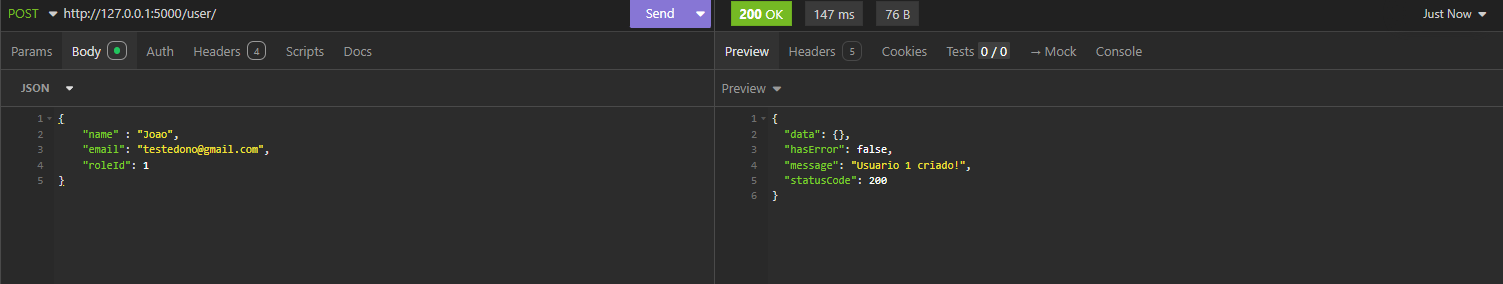 POST http://127.0.0.1:5000/user/ Send 200 OK 147 ms 76 B Just Now
Params Body Auth Headers 4 Scripts Docs Preview Headers 5 Cookies Tests 0 / 0 → Mock Console
JSON Preview
1 {
2 "name" : "Joao",
3 "email": "testedono@gmail.com",
4 "roleId": 1
5 }
1 {
2 "data": {},
3 "hasError": false,
4 "message": "Usuario 1 criado!",
5 "statusCode": 200
6 }